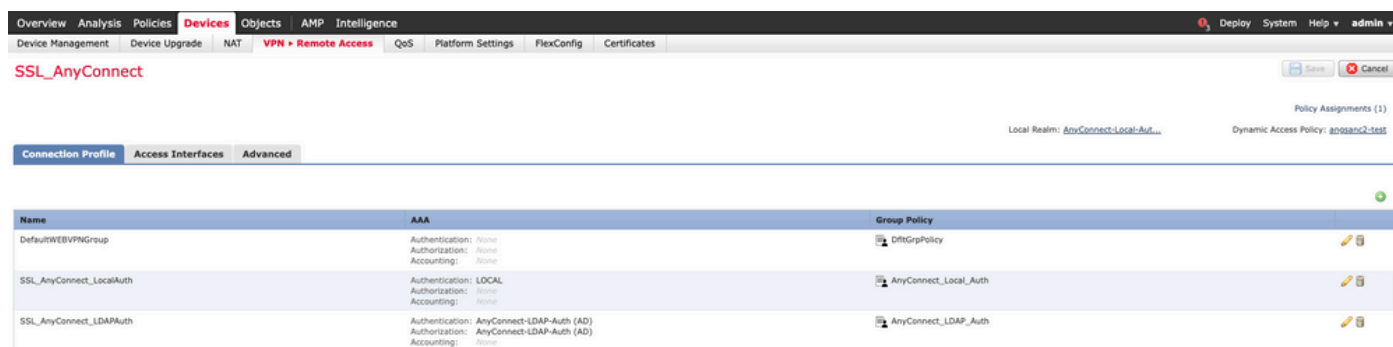 Overview Analysis Policies Devices Objects AMP Intelligence Deploy System Help admin
Device Management Device Upgrade NAT VPN ▸ Remote Access QoS Platform Settings FlexConfig Certificates
SSL_AnyConnect Save Cancel
Policy Assignments (1)
Local Realm: AnyConnect-Local-Aut... Dynamic Access Policy: angsanc2-test
Connection Profile Access Interfaces Advanced
Name AAA Group Policy
DefaultWEBVPNGroup Authentication: None DfltGrpPolicy
Authorization: None
Accounting: None
SSL_AnyConnect_LocalAuth Authentication: LOCAL AnyConnect_Local_Auth
Authorization: None
Accounting: None
SSL_AnyConnect_LDAPAuth Authentication: AnyConnect-LDAP-Auth (AD) AnyConnect_LDAP_Auth
Authorization: AnyConnect-LDAP-Auth (AD)
Accounting: None